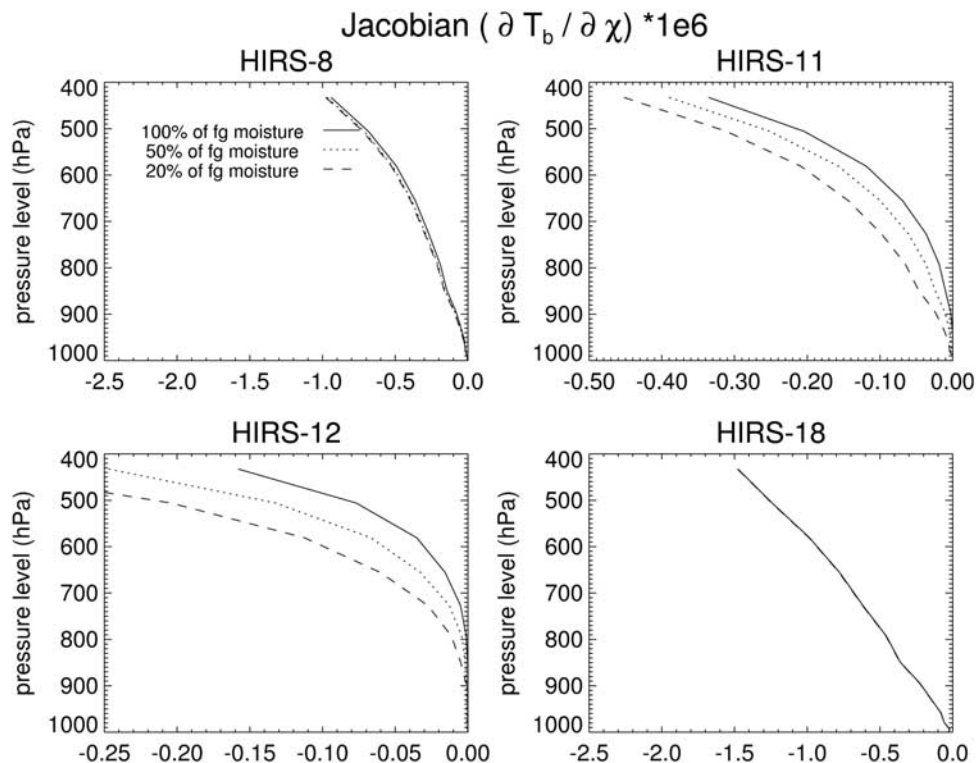 Jacobian ( ∂ T_b / ∂ χ) *1e6
HIRS-8
400
500
600
700
800
900
1000
pressure level (hPa)
100% of fg moisture
50% of fg moisture
20% of fg moisture
-2.5 -2.0 -1.5 -1.0 -0.5 0.0
HIRS-11
400
500
600
700
800
900
1000
pressure level (hPa)
-0.50 -0.40 -0.30 -0.20 -0.10 0.00
HIRS-12
400
500
600
700
800
900
1000
pressure level (hPa)
-0.25 -0.20 -0.15 -0.10 -0.05 0.00
HIRS-18
400
500
600
700
800
900
1000
pressure level (hPa)
-2.5 -2.0 -1.5 -1.0 -0.5 0.0